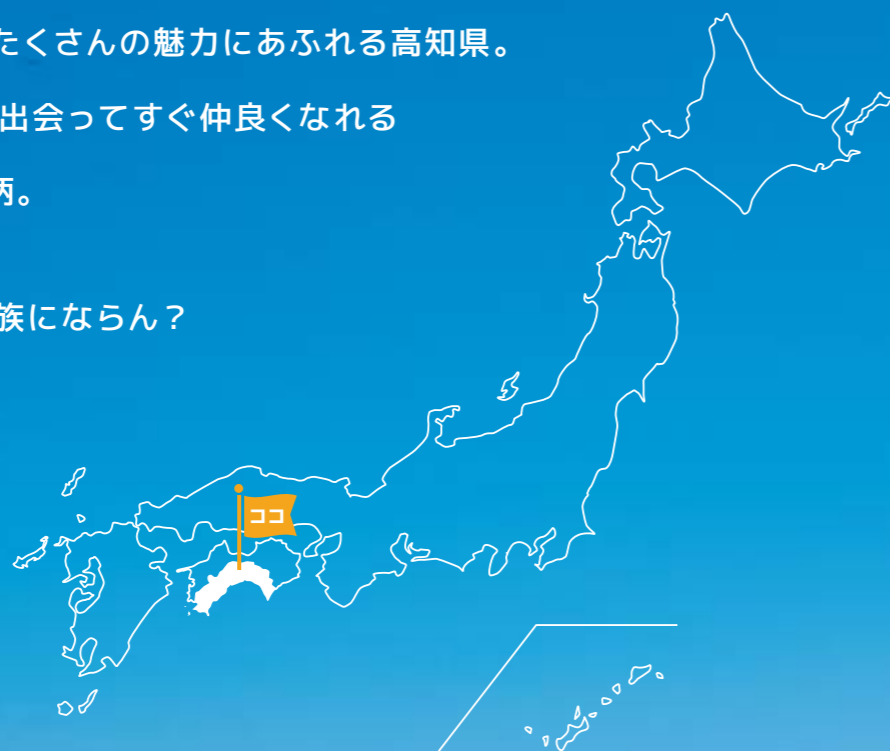 たくさんの魅力にあふれる高知県。
出会ってすぐ仲良くなれる
柄。
族にならん？
ココ